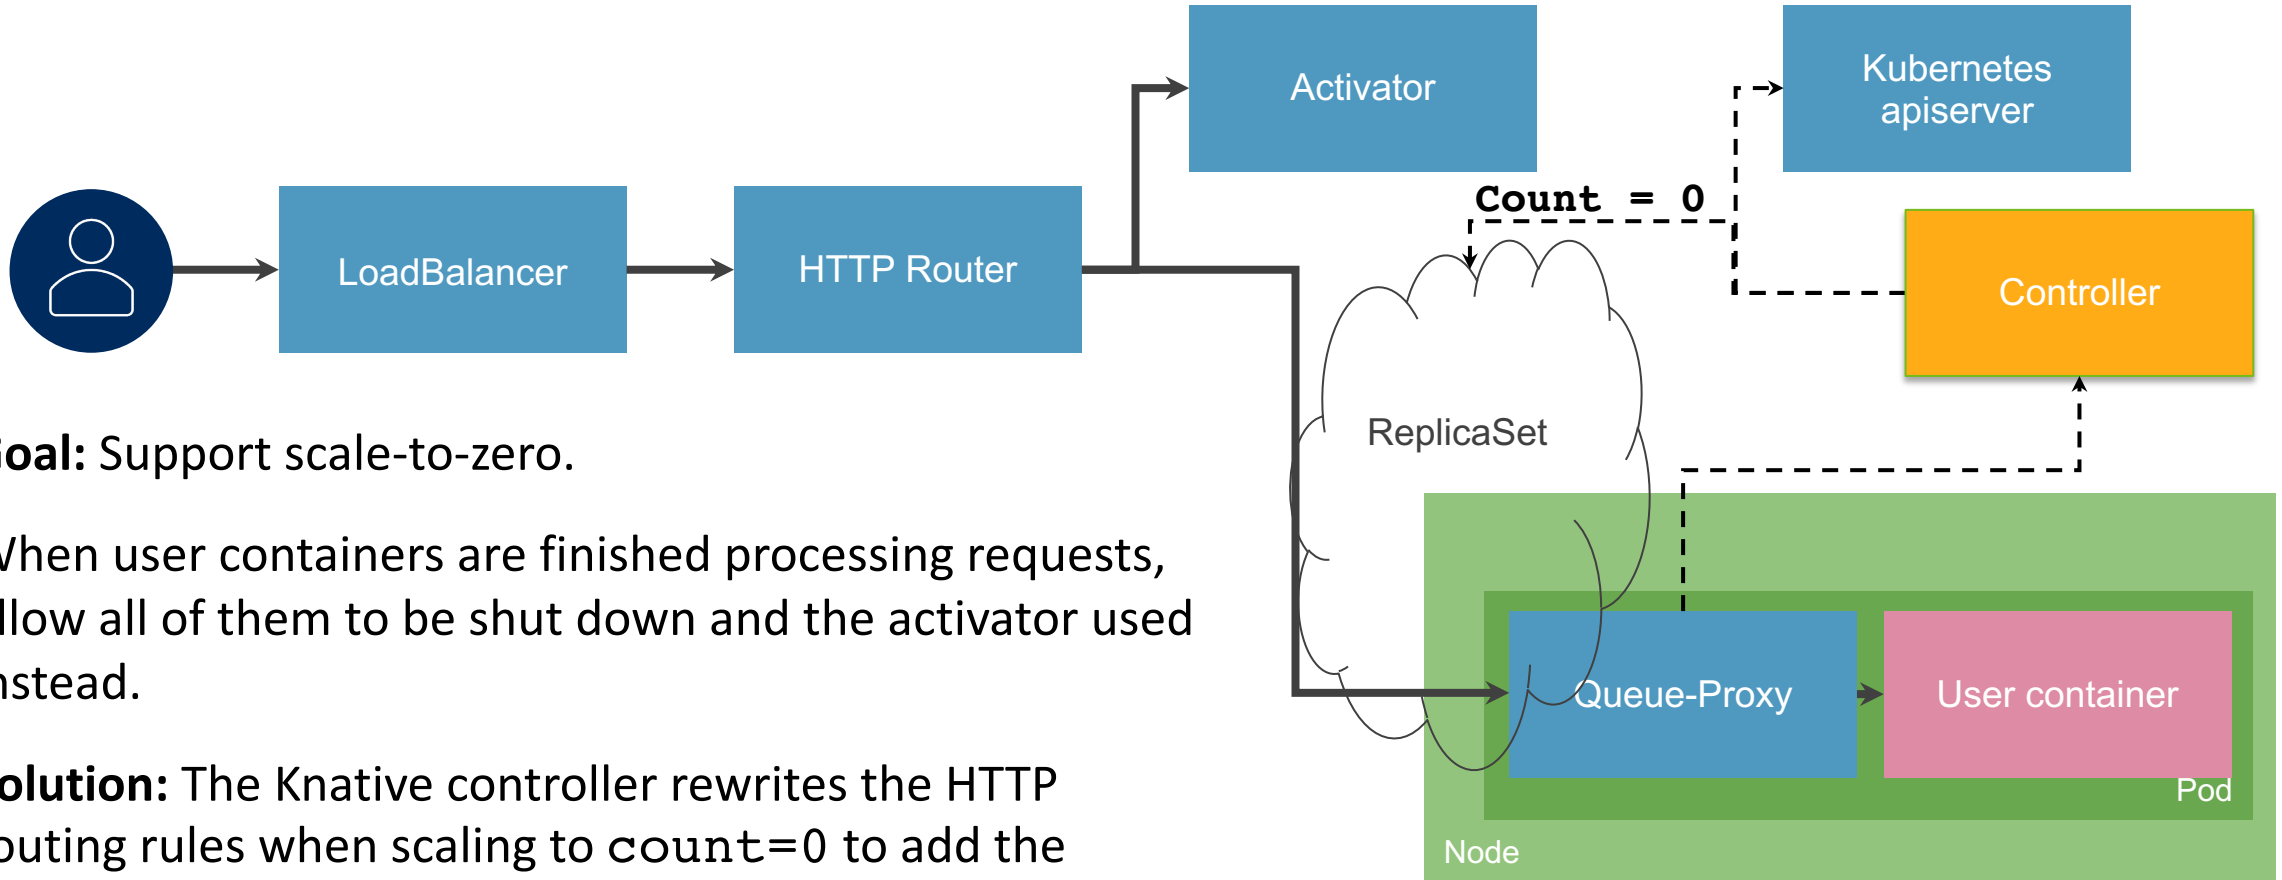 Activator
Kubernetes
apiserver
Count = 0
LoadBalancer
HTTP Router
Controller
ReplicaSet
oal: Support scale-to-zero.
When user containers are finished processing requests,
llow all of them to be shut down and the activator used
nstead.
Queue-Proxy
User container
olution: The Knative controller rewrites the HTTP
outing rules when scaling to count=0 to add the
Pod
Node